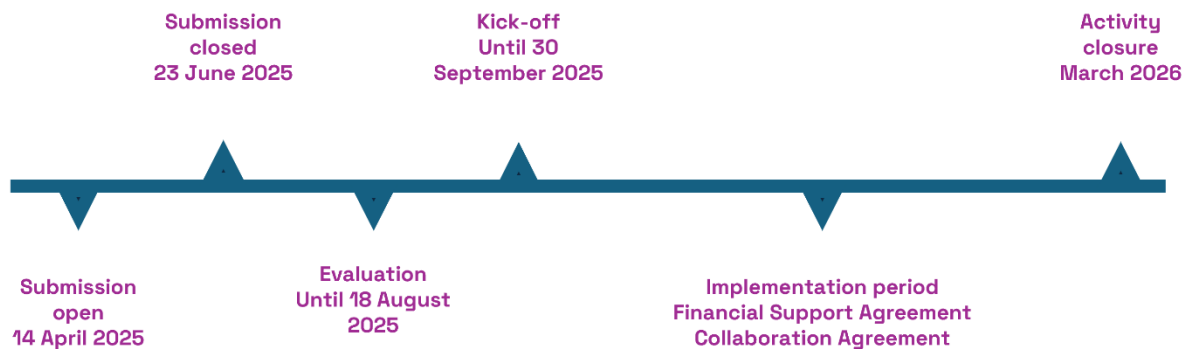 Submission
closed
23 June 2025
Kick-off
Until 30
September 2025
Activity
closure
March 2026
Submission
open
14 April 2025
Evaluation
Until 18 August
2025
Implementation period
Financial Support Agreement
Collaboration Agreement